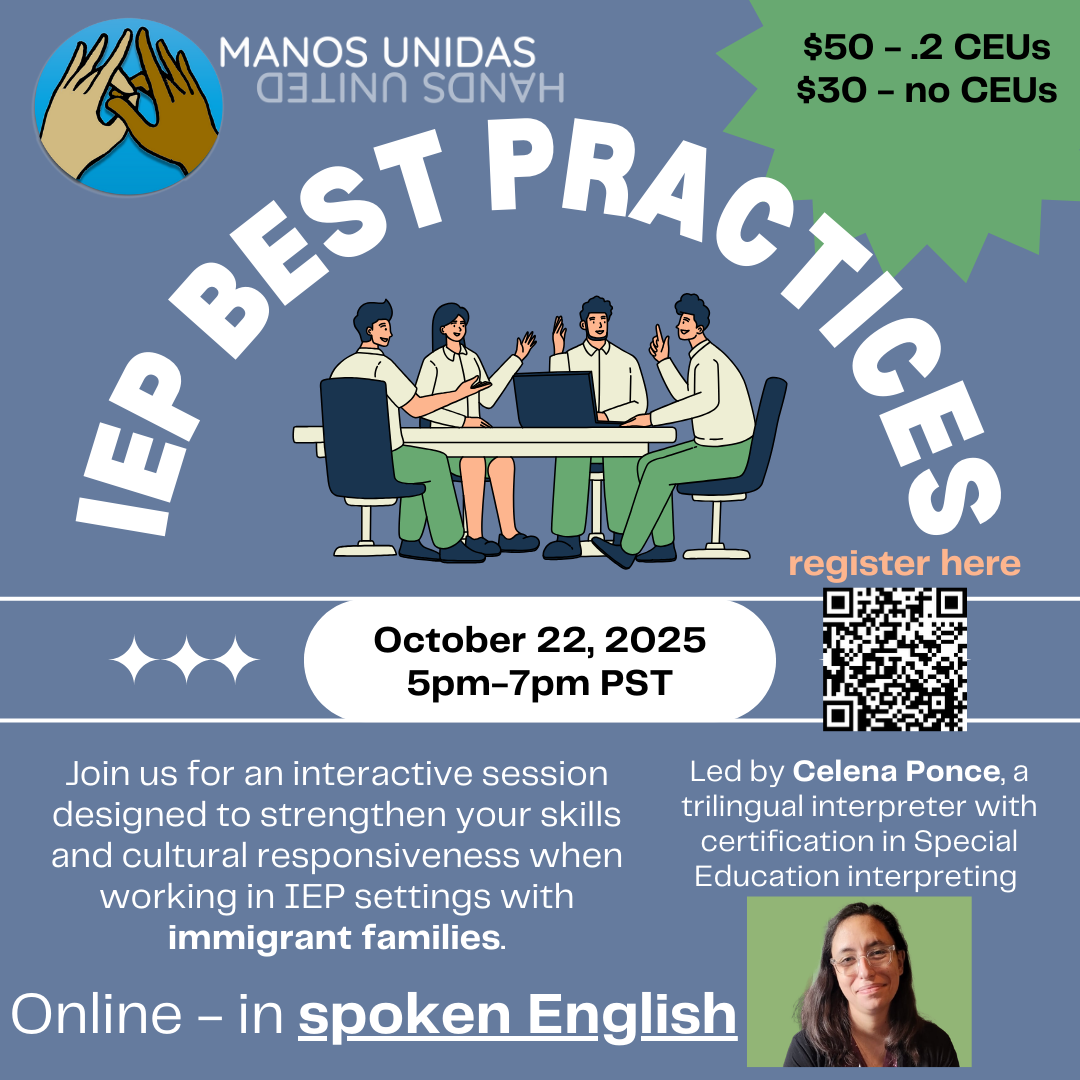 MANOS UNIDAS
HANDS UNITED
$50 - .2 CEUs
$30 - no CEUs
IEP BEST PRACTICES
register here
October 22, 2025
5pm-7pm PST
Join us for an interactive session
designed to strengthen your skills
and cultural responsiveness when
working in IEP settings with
immigrant families.
Led by Celena Ponce, a
trilingual interpreter with
certification in Special
Education interpreting
Online - in spoken English